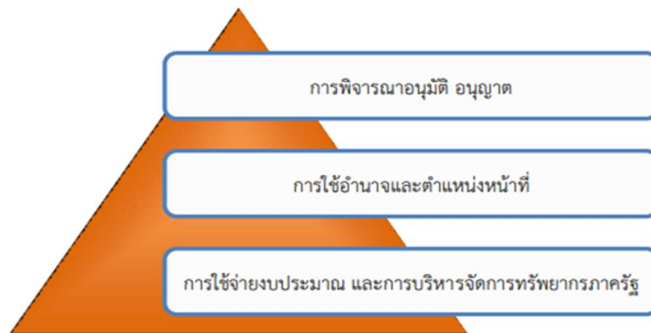 การพิจารณาอนุมัติ อนุญาต
การใช้อำนาจและตำแหน่งหน้าที่
การใช้จ่ายงบประมาณ และการบริหารจัดการทรัพยากรภาครัฐ